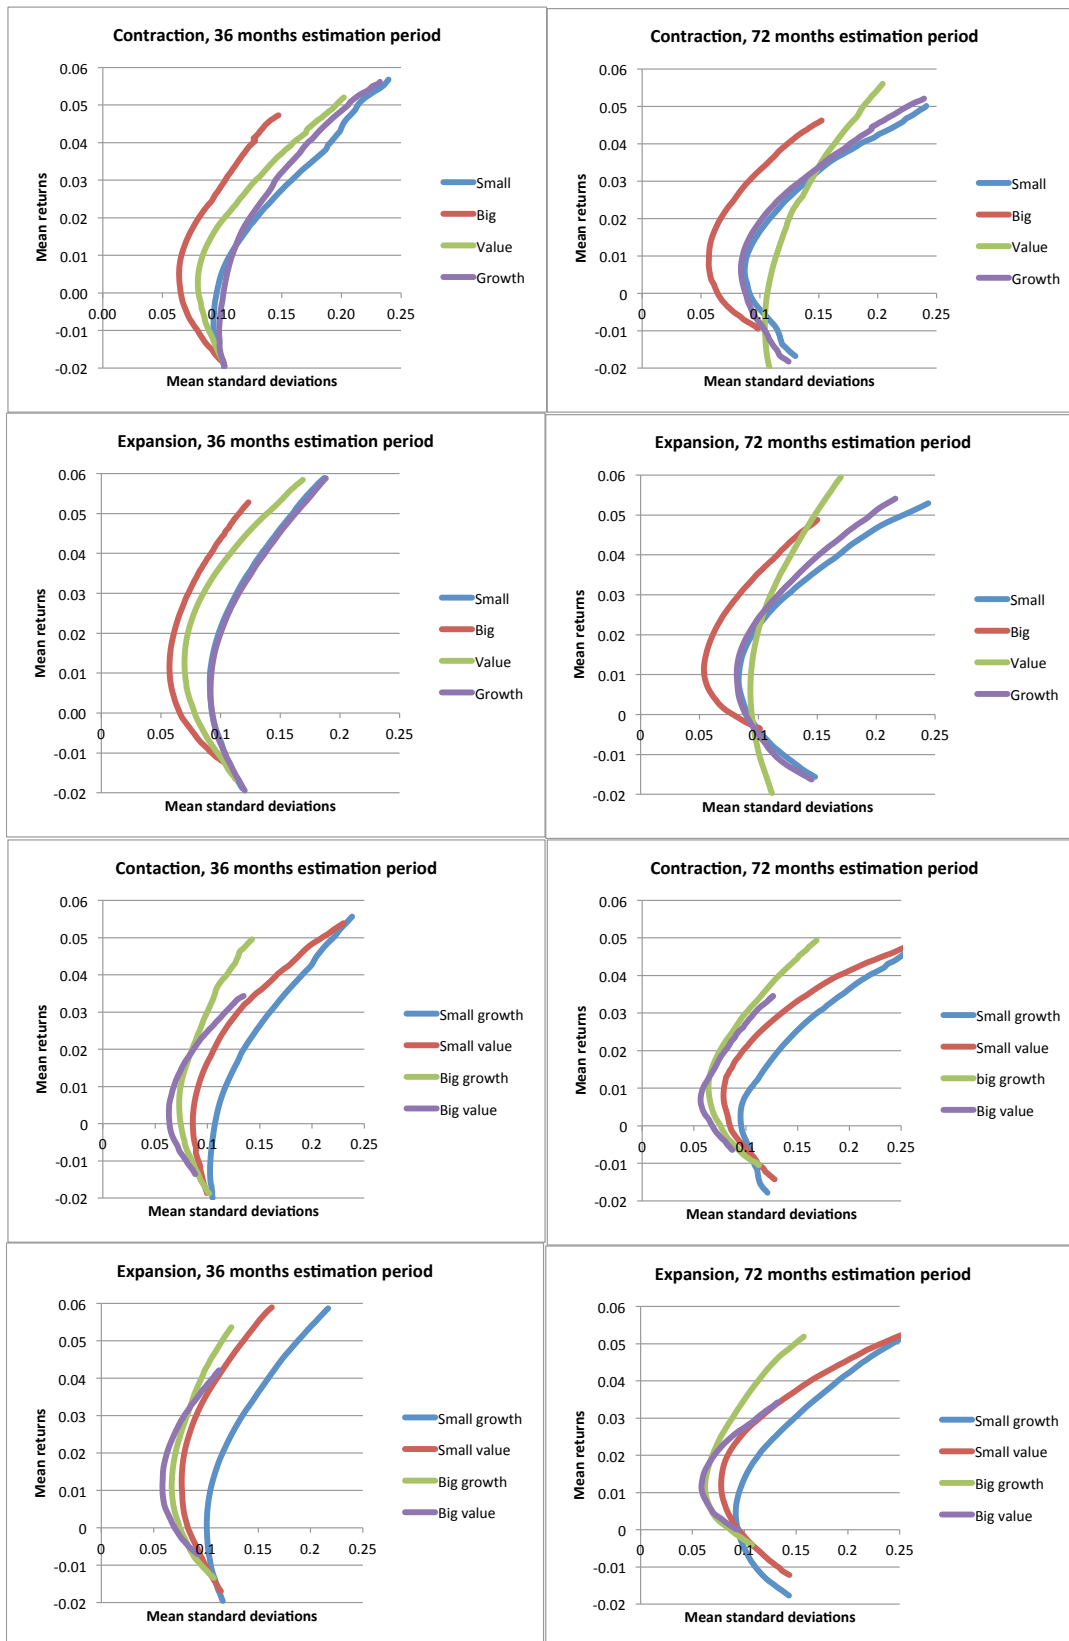 Contraction, 36 months estimation period
0.06
0.05
0.04
0.03
0.02
0.01
0.00
-0.01
-0.02
0.00 0.05 0.10 0.15 0.20 0.25
Mean returns
Mean standard deviations
Small
Big
Value
Growth
Contraction, 72 months estimation period
0.06
0.05
0.04
0.03
0.02
0.01
0
-0.01
-0.02
0 0.05 0.1 0.15 0.2 0.25
Mean returns
Mean standard deviations
Small
Big
Value
Growth
Expansion, 36 months estimation period
0.06
0.05
0.04
0.03
0.02
0.01
0.00
-0.01
-0.02
0 0.05 0.1 0.15 0.2 0.25
Mean returns
Mean standard deviations
Small
Big
Value
Growth
Expansion, 72 months estimation period
0.06
0.05
0.04
0.03
0.02
0.01
0
-0.01
-0.02
0 0.05 0.1 0.15 0.2 0.25
Mean returns
Mean standard deviations
Small
Big
Value
Growth
Contaction, 36 months estimation period
0.06
0.05
0.04
0.03
0.02
0.01
0
-0.01
-0.02
0 0.05 0.1 0.15 0.2 0.25
Mean returns
Mean standard deviations
Small growth
Small value
Big growth
Big value
Contraction, 72 months estimation period
0.06
0.05
0.04
0.03
0.02
0.01
0
-0.01
-0.02
0 0.05 0.1 0.15 0.2 0.25
Mean returns
Mean standard deviations
Small growth
Small value
big growth
Big value
Expansion, 36 months estimation period
0.06
0.05
0.04
0.03
0.02
0.01
0
-0.01
-0.02
0 0.05 0.1 0.15 0.2 0.25
Mean returns
Mean standard deviations
Small growth
Small value
Big growth
Big value
Expansion, 72 months estimation period
0.06
0.05
0.04
0.03
0.02
0.01
0
-0.01
-0.02
0 0.05 0.1 0.15 0.2 0.25
Mean returns
Mean standard deviations
Small growth
Small value
Big growth
Big value